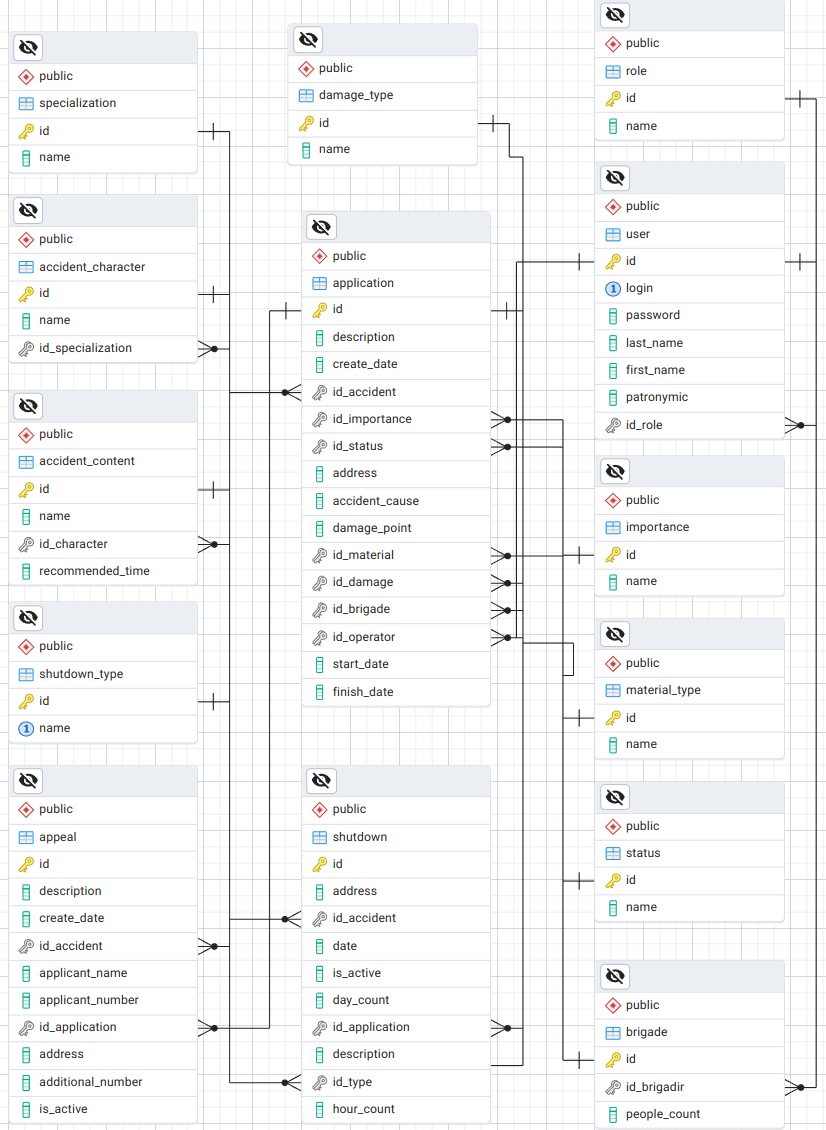 public
specialization
id
name
public
accident_character
id
name
id_specialization
public
accident_content
id
name
id_character
recommended_time
public
shutdown_type
id
1 name
public
appeal
id
description
create_date
id_accident
applicant_name
applicant_number
id_application
address
additional_number
is_active
public
damage_type
id
name
public
application
id
description
create_date
id_accident
id_importance
id_status
address
accident_cause
damage_point
id_material
id_damage
id_brigade
id_operator
start_date
finish_date
public
shutdown
id
address
id_accident
date
is_active
day_count
id_application
description
id_type
hour_count
public
role
id
name
public
user
id
1 login
password
last_name
first_name
patronymic
id_role
public
importance
id
name
public
material_type
id
name
public
status
id
name
public
brigade
id
id_brigadir
people_count